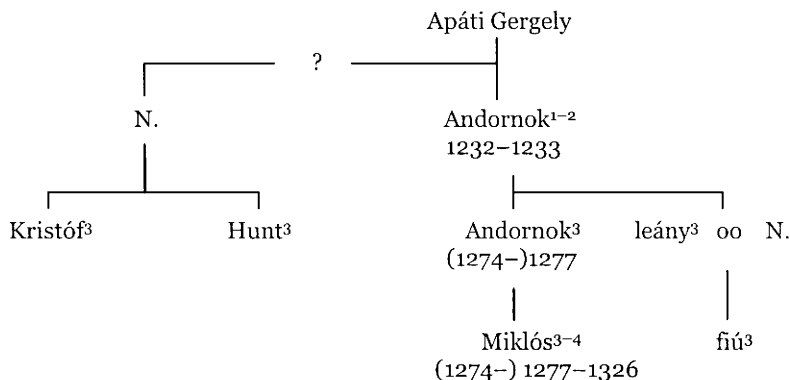 Apáti Gergely
?
N. Andornok¹⁻²
1232–1233
Kristóf³ Hunt³ Andornok³ leány³ oo N.
(1274–)1277
Miklós³⁻⁴ fiú³
(1274–) 1277–1326